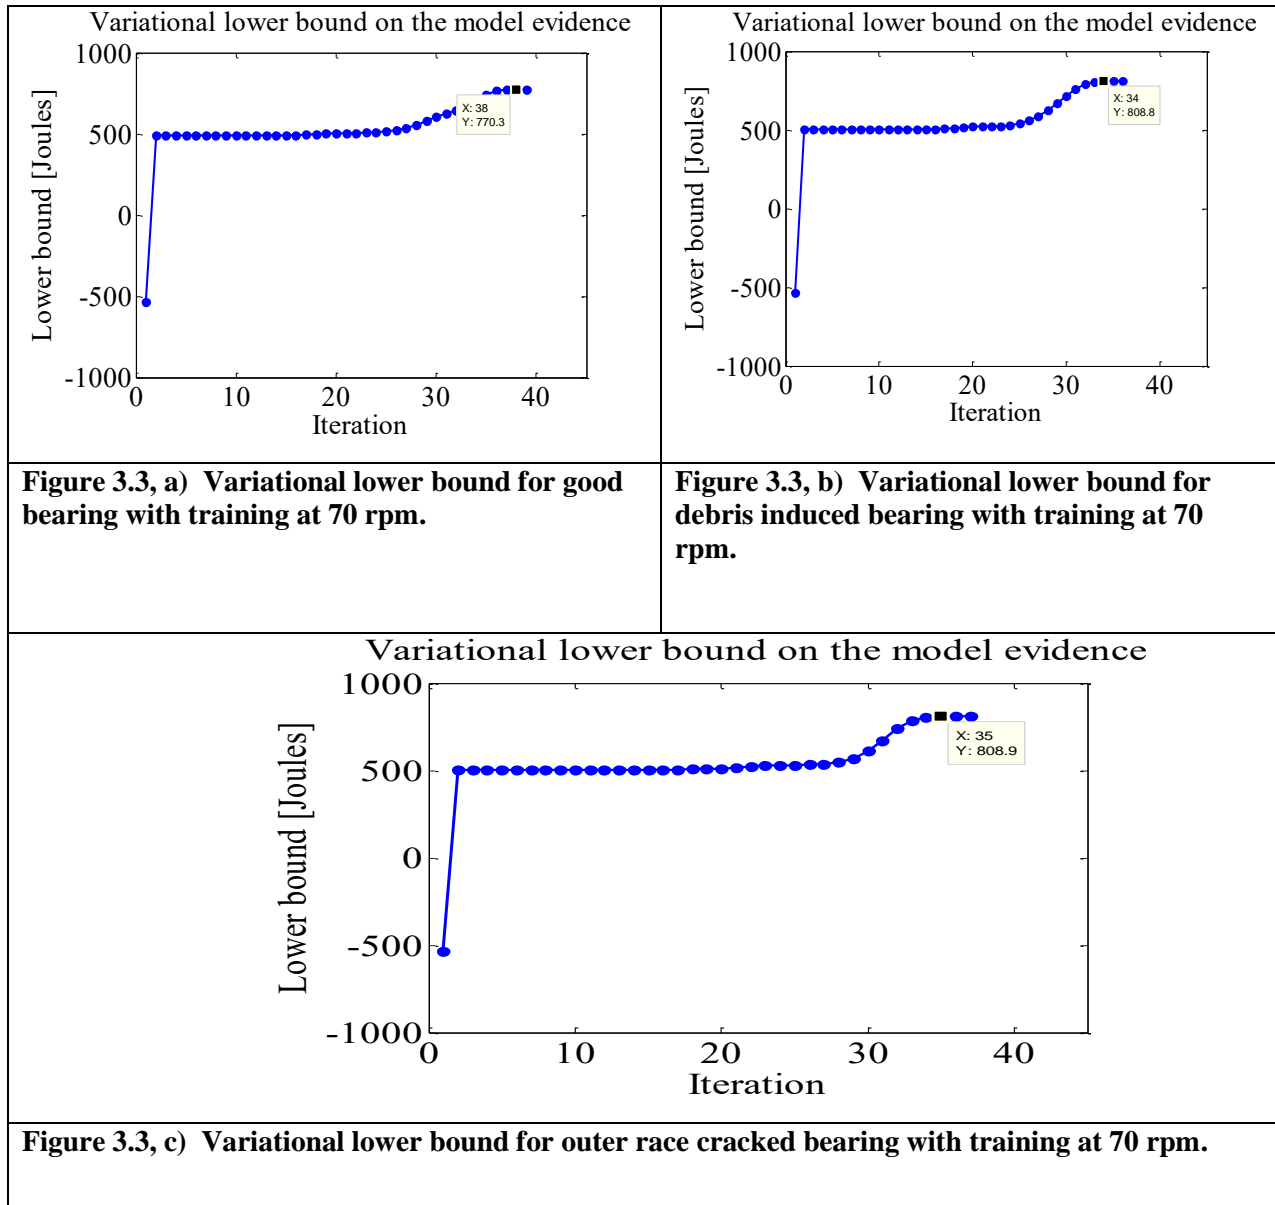 Variational lower bound on the model evidence
1000
500
0
-500
-1000
Lower bound [Joules]
X: 38
Y: 770.3
0 10 20 30 40
Iteration
Variational lower bound on the model evidence
1000
500
0
-500
-1000
Lower bound [Joules]
X: 34
Y: 808.8
0 10 20 30 40
Iteration
Figure 3.3, a) Variational lower bound for good
bearing with training at 70 rpm.
Figure 3.3, b) Variational lower bound for
debris induced bearing with training at 70
rpm.
Variational lower bound on the model evidence
1000
500
0
-500
-1000
Lower bound [Joules]
X: 35
Y: 808.9
0 10 20 30 40
Iteration
Figure 3.3, c) Variational lower bound for outer race cracked bearing with training at 70 rpm.